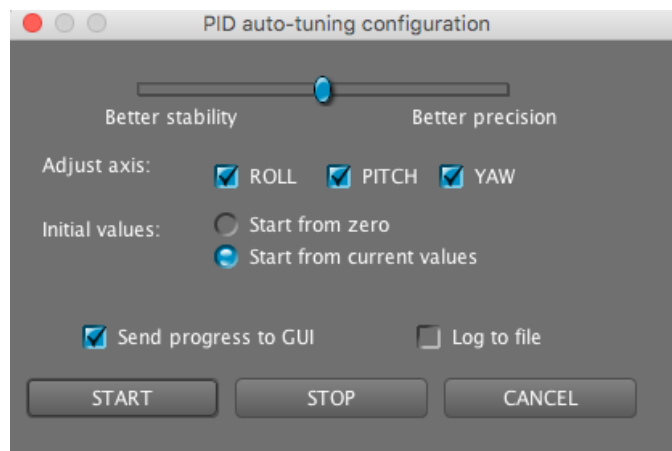 PID auto-tuning configuration
Better stability Better precision
Adjust axis: ROLL PITCH YAW
Initial values: Start from zero
Start from current values
Send progress to GUI Log to file
START STOP CANCEL